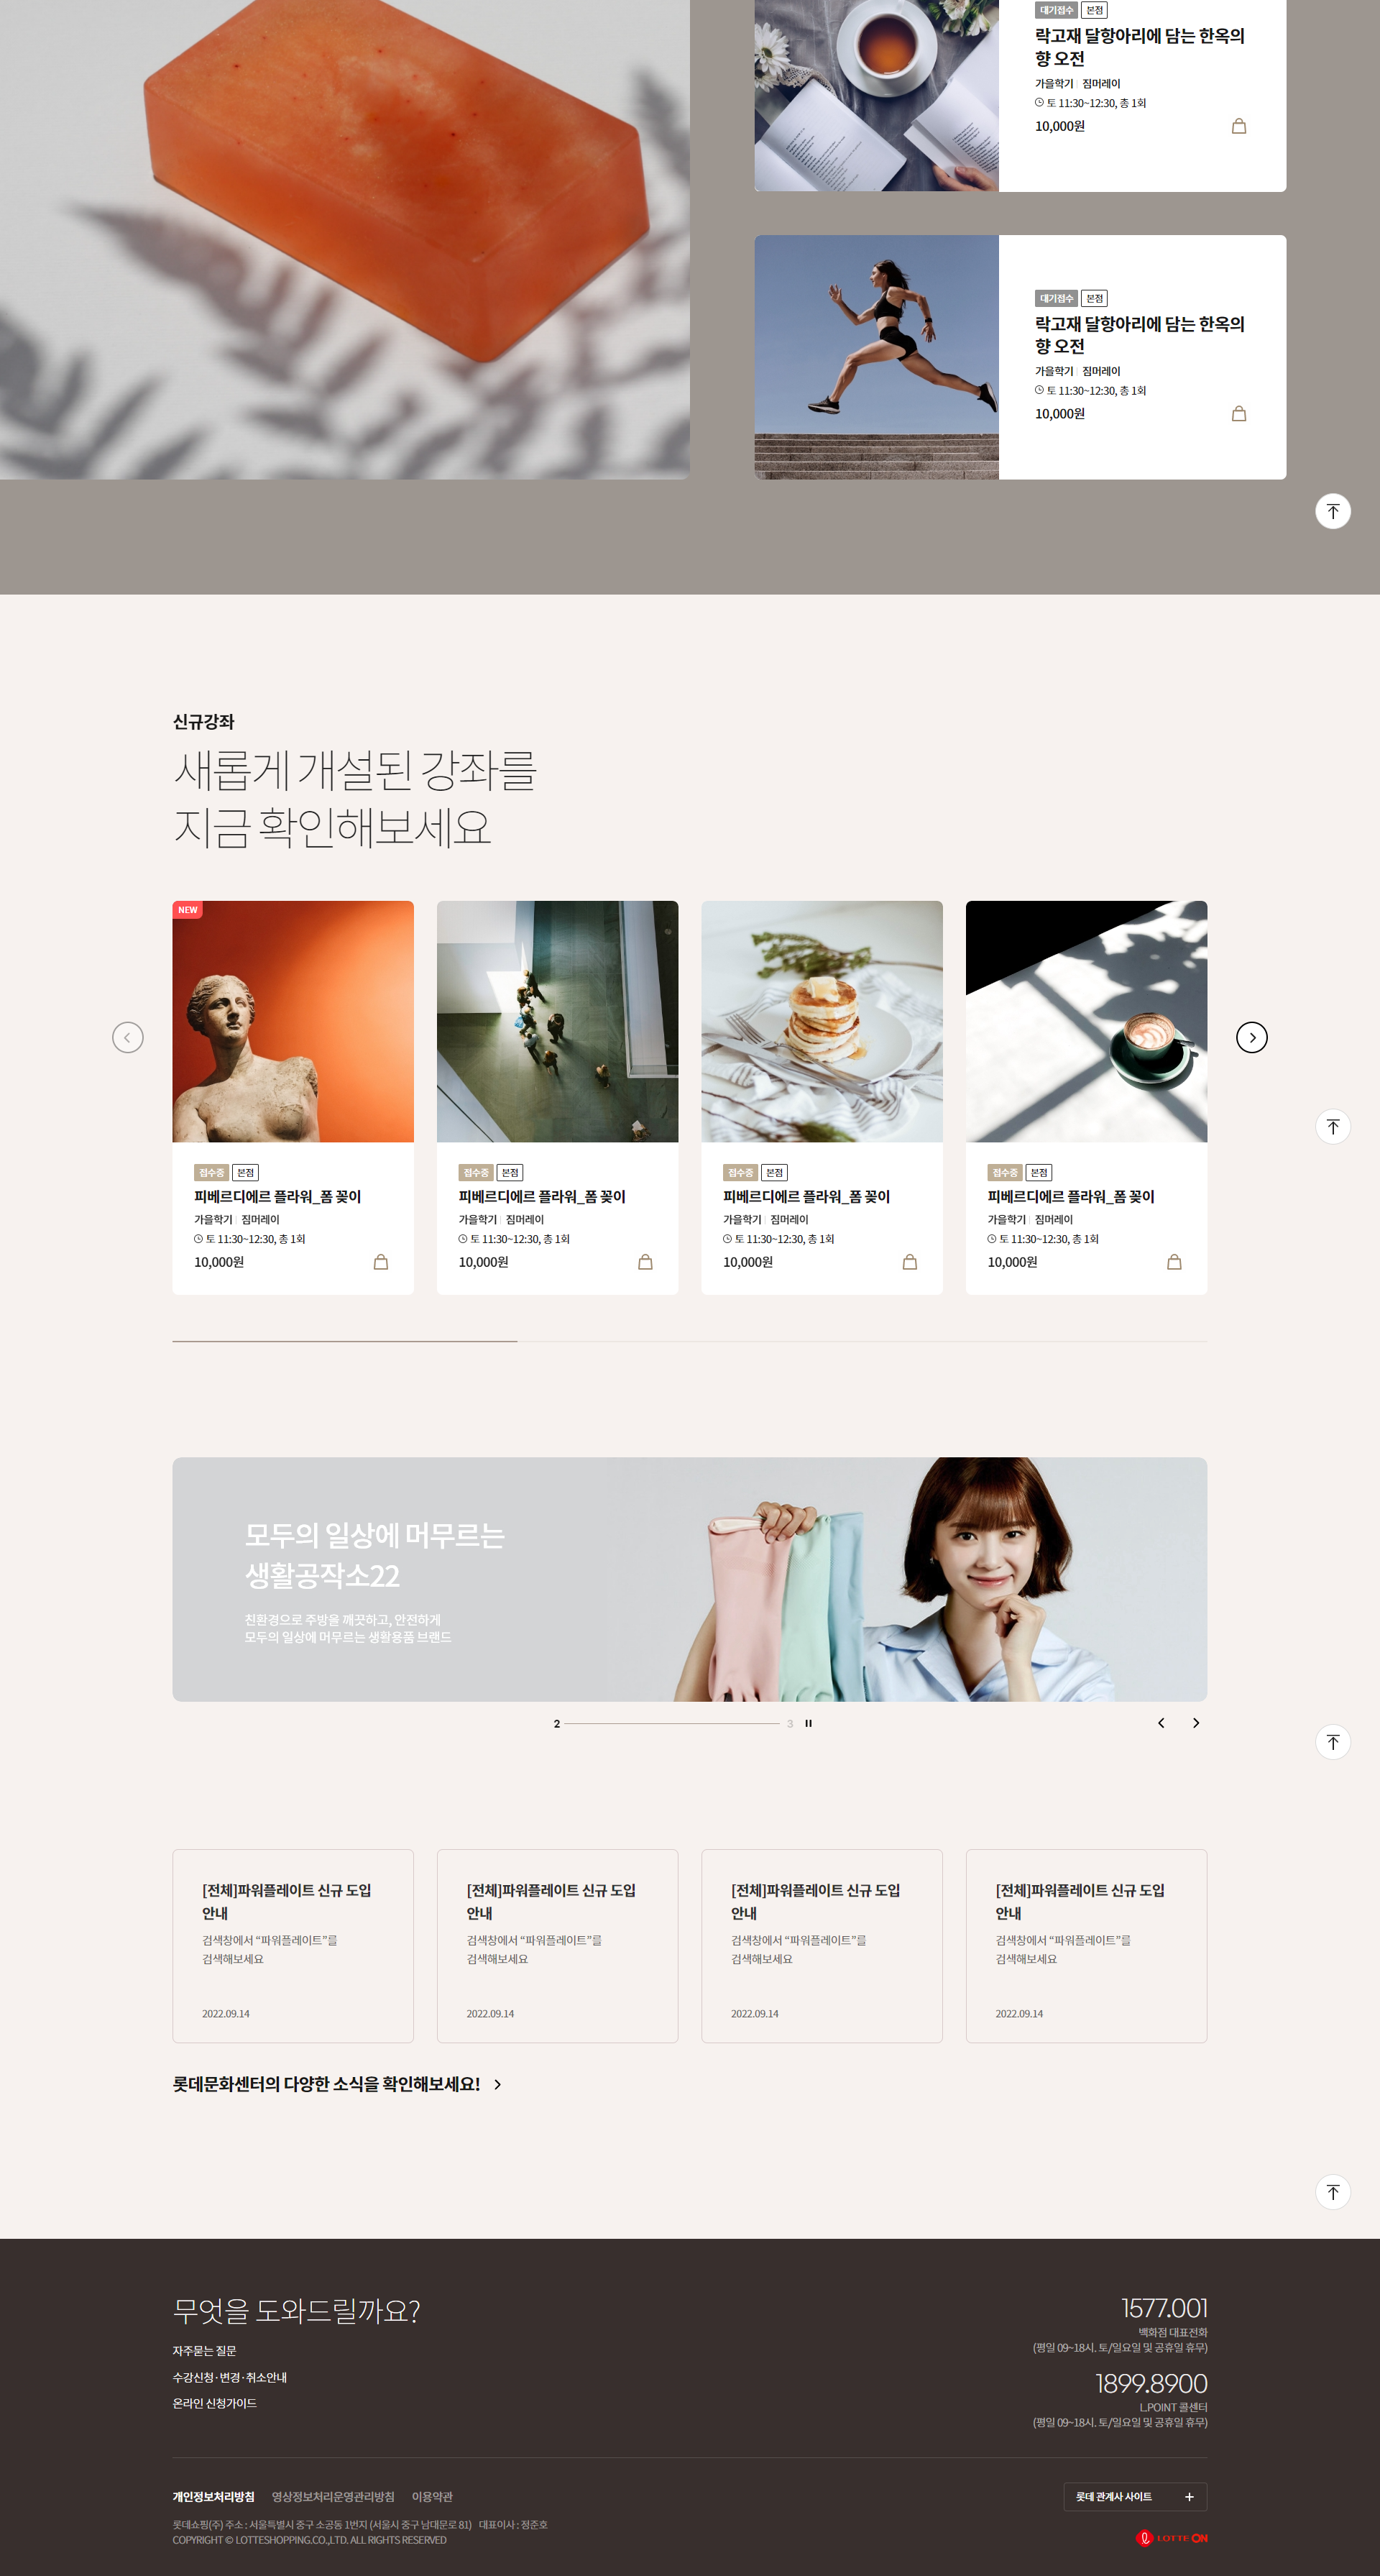 대기접수 본점
락고재 달항아리에 담는 한옥의
향 오전
가을학기 짐머레이
토 11:30~12:30, 총 1회
10,000원
대기접수 본점
락고재 달항아리에 담는 한옥의
향 오전
가을학기 짐머레이
토 11:30~12:30, 총 1회
10,000원
신규강좌
새롭게 개설된 강좌를
지금 확인해보세요
NEW
접수중 본점
피베르디에르 플라워_폼 꽂이
가을학기 짐머레이
토 11:30~12:30, 총 1회
10,000원
접수중 본점
피베르디에르 플라워_폼 꽂이
가을학기 짐머레이
토 11:30~12:30, 총 1회
10,000원
접수중 본점
피베르디에르 플라워_폼 꽂이
가을학기 짐머레이
토 11:30~12:30, 총 1회
10,000원
접수중 본점
피베르디에르 플라워_폼 꽂이
가을학기 짐머레이
토 11:30~12:30, 총 1회
10,000원
모두의 일상에 머무르는
생활공작소22
친환경으로 주방을 깨끗하고, 안전하게
모두의 일상에 머무르는 생활용품 브랜드
2 3
[전체]파워플레이트 신규 도입
안내
검색창에서 “파워플레이트”를
검색해보세요
2022.09.14
[전체]파워플레이트 신규 도입
안내
검색창에서 “파워플레이트”를
검색해보세요
2022.09.14
[전체]파워플레이트 신규 도입
안내
검색창에서 “파워플레이트”를
검색해보세요
2022.09.14
[전체]파워플레이트 신규 도입
안내
검색창에서 “파워플레이트”를
검색해보세요
2022.09.14
롯데문화센터의 다양한 소식을 확인해보세요!
무엇을 도와드릴까요?
자주묻는 질문
수강신청·변경·취소안내
온라인 신청가이드
1577.001
백화점 대표전화
(평일 09~18시. 토/일요일 및 공휴일 휴무)
1899.8900
L.POINT 콜센터
(평일 09~18시. 토/일요일 및 공휴일 휴무)
개인정보처리방침 영상정보처리운영관리방침 이용약관
롯데 관계사 사이트
롯데쇼핑(주) 주소 : 서울특별시 중구 소공동 1번지 (서울시 중구 남대문로 81) 대표이사 : 정준호
COPYRIGHT © LOTTESHOPPING.CO.,LTD. ALL RIGHTS RESERVED
LOTTE ON